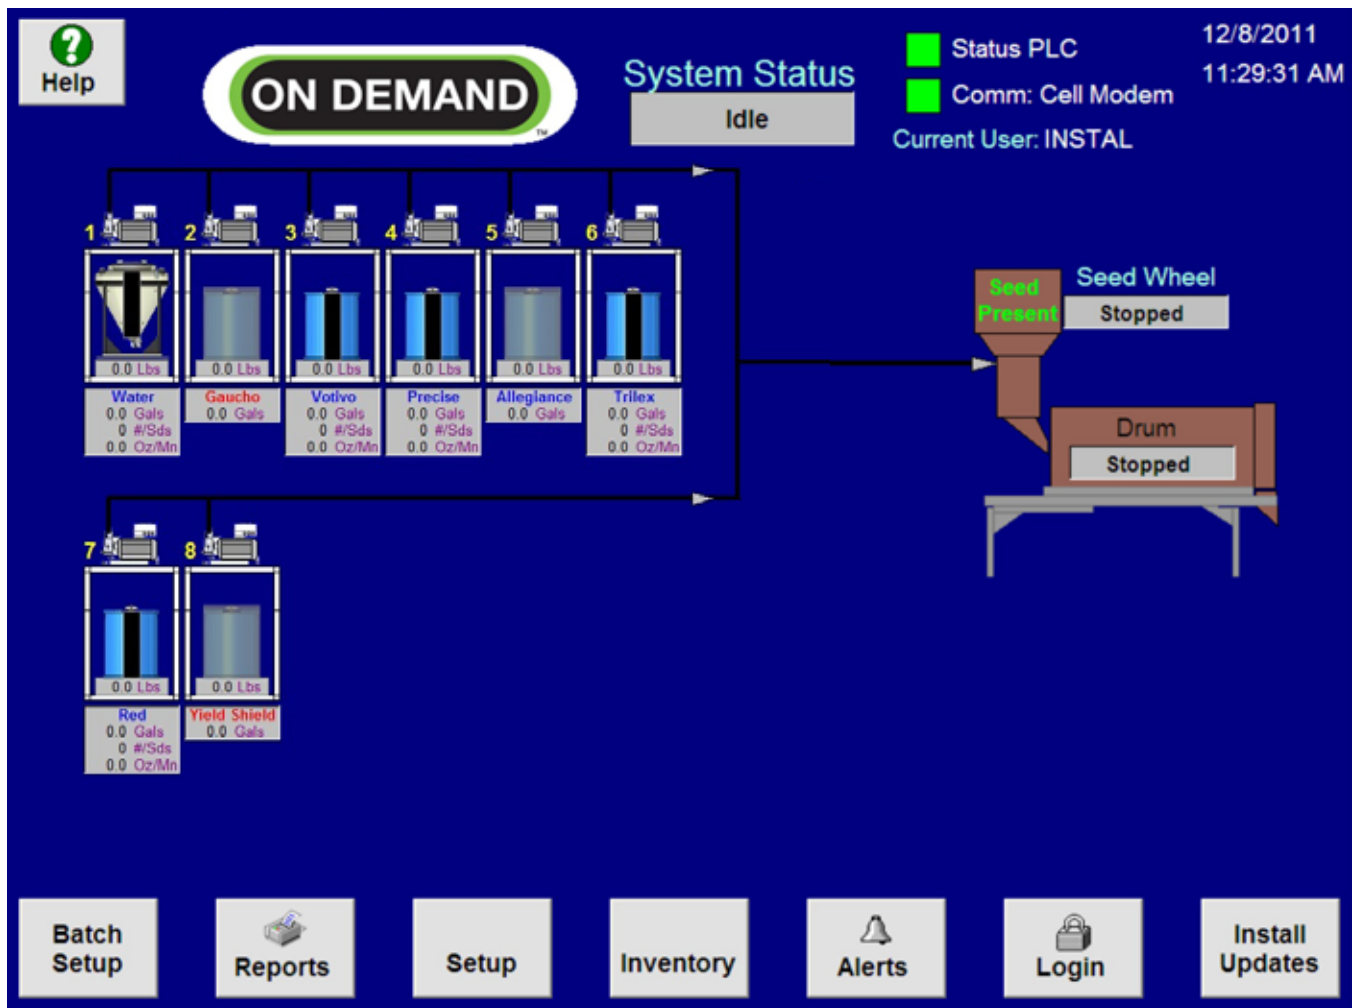 Help
ON DEMAND
TM
System Status
Idle
Status PLC
Comm: Cell Modem
Current User: INSTAL
12/8/2011
11:29:31 AM
1 2 3 4 5 6
0.0 Lbs 0.0 Lbs 0.0 Lbs 0.0 Lbs 0.0 Lbs 0.0 Lbs
Water Gaucho Votivo Precise Allegiance Trilex
0.0 Gals 0.0 Gals 0.0 Gals 0.0 Gals 0.0 Gals 0.0 Gals
0 #/Sds 0 #/Sds 0 #/Sds 0 #/Sds
0.0 Oz/Mn 0.0 Oz/Mn 0.0 Oz/Mn 0.0 Oz/Mn
Seed
Present
Seed Wheel
Stopped
Drum
Stopped
7 8
0.0 Lbs 0.0 Lbs
Red Yield Shield
0.0 Gals 0.0 Gals
0 #/Sds
0.0 Oz/Mn
Batch
Setup
Reports
Setup
Inventory
Alerts
Login
Install
Updates